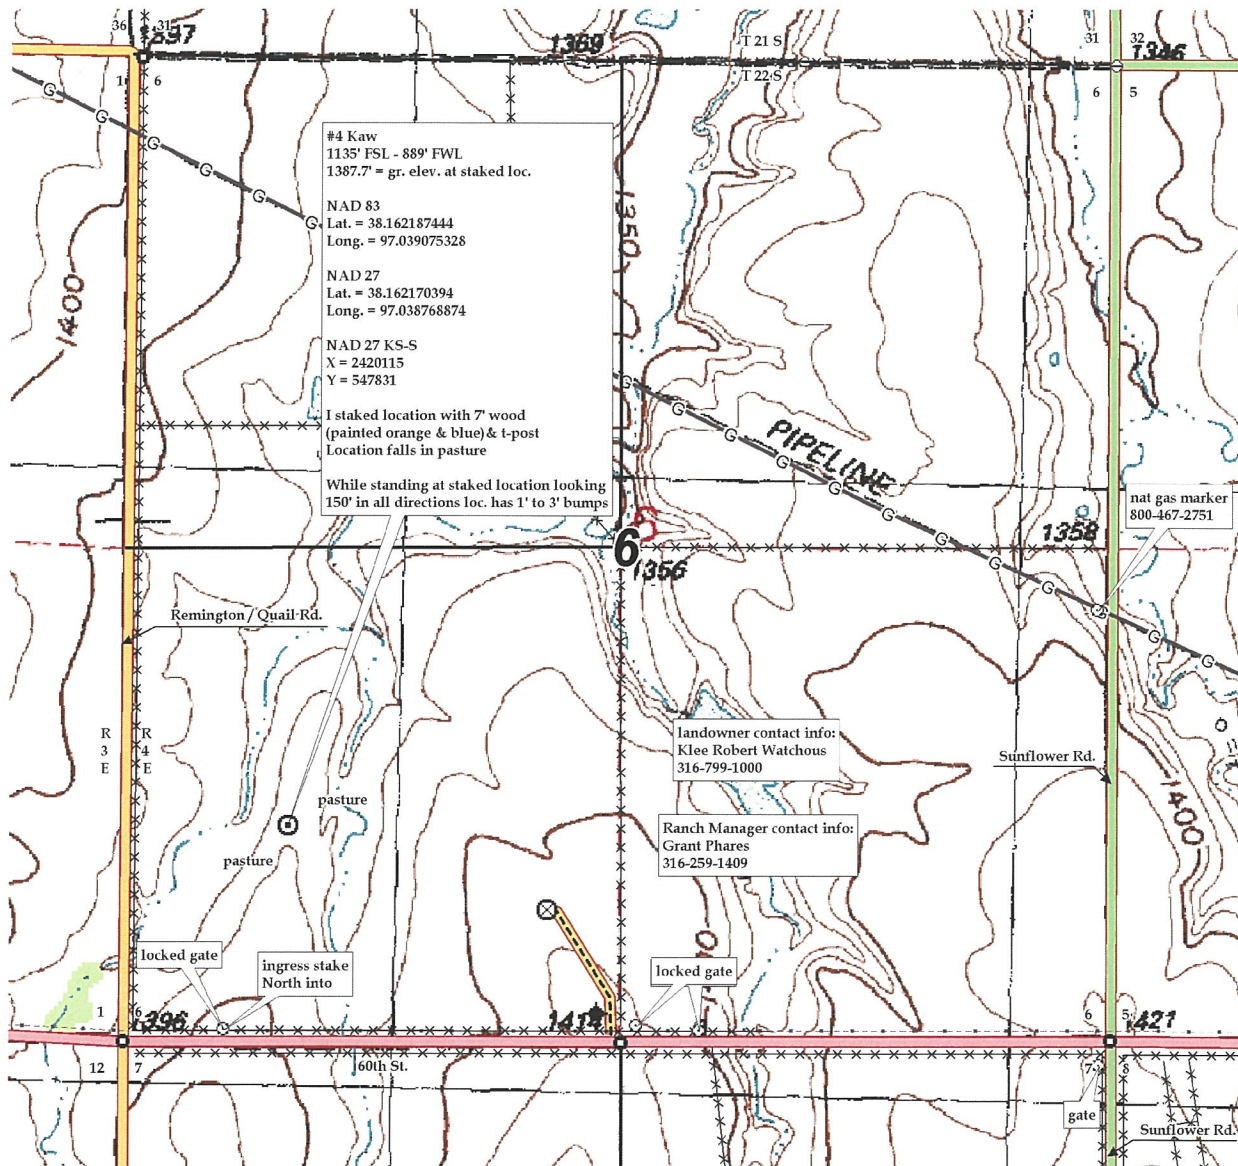 36 31
1397
1369
T 21 S
T 22 S
31 32
1346
1 6
6 5
#4 Kaw
1135' FSL - 889' FWL
1387.7' = gr. elev. at staked loc.
NAD 83
Lat. = 38.162187444
Long. = 97.039075328
NAD 27
Lat. = 38.162170394
Long. = 97.038768874
NAD 27 KS-S
X = 2420115
Y = 547831
I staked location with 7' wood
(painted orange & blue)& t-post
Location falls in pasture
While standing at staked location looking
150' in all directions loc. has 1' to 3' bumps
G G G G G G
1350
1400
G G G G G G G G G G G G
PIPELINE
nat gas marker
800-467-2751
1358
6
1356
Remington / Quail Rd.
R
3
E
R
4
E
landowner contact info:
Klee Robert Watchous
316-799-1000
Sunflower Rd.
1400
pasture
pasture
Ranch Manager contact info:
Grant Phares
316-259-1409
locked gate
ingress stake
North into
locked gate
1 6
1396
1414
6 5
1421
12 7
60th St.
7 8
gate
Sunflower Rd.